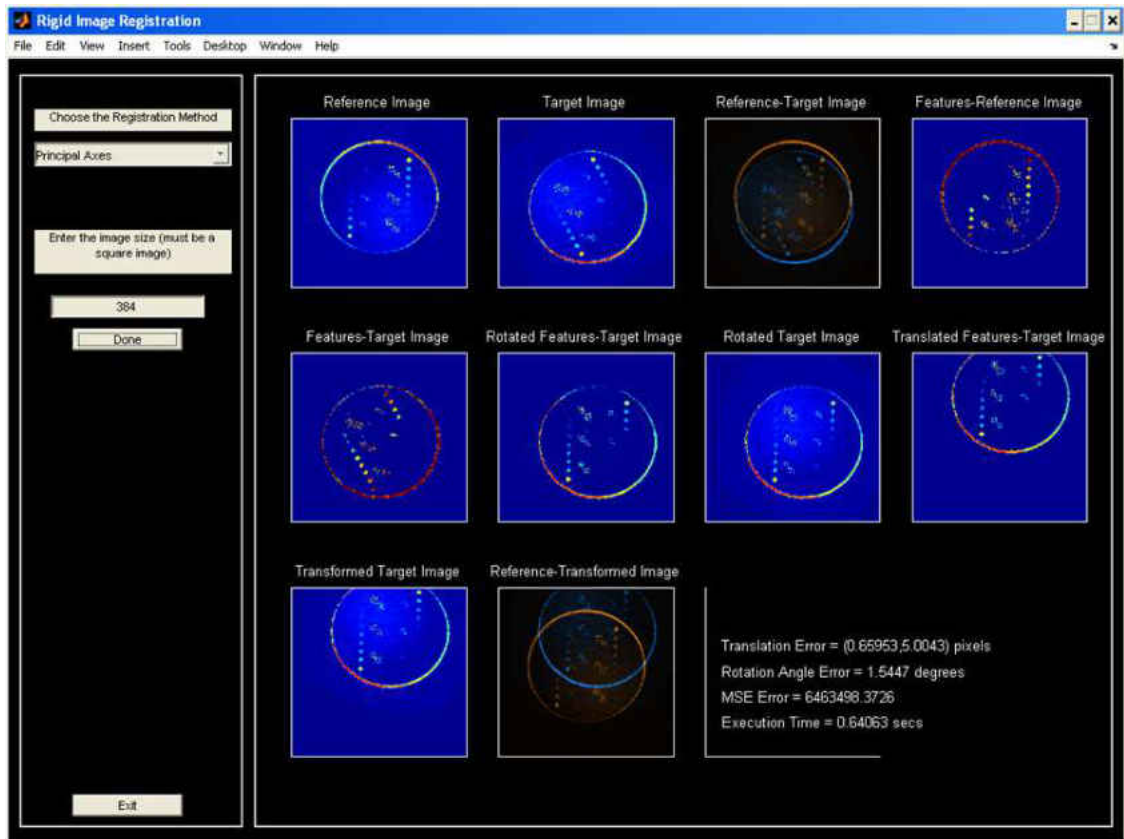 Rigid Image Registration
File Edit View Insert Tools Desktop Window Help
Choose the Registration Method
Principal Axes
Enter the image size (must be a
square image)
384
Done
Exit
Reference Image
Target Image
Reference-Target Image
Features-Reference Image
Features-Target Image
Rotated Features-Target Image
Rotated Target Image
Translated Features-Target Image
Transformed Target Image
Reference-Transformed Image
Translation Error = (0.65953,5.0043) pixels
Rotation Angle Error = 1.5447 degrees
MSE Error = 6463498.3726
Execution Time = 0.64063 secs